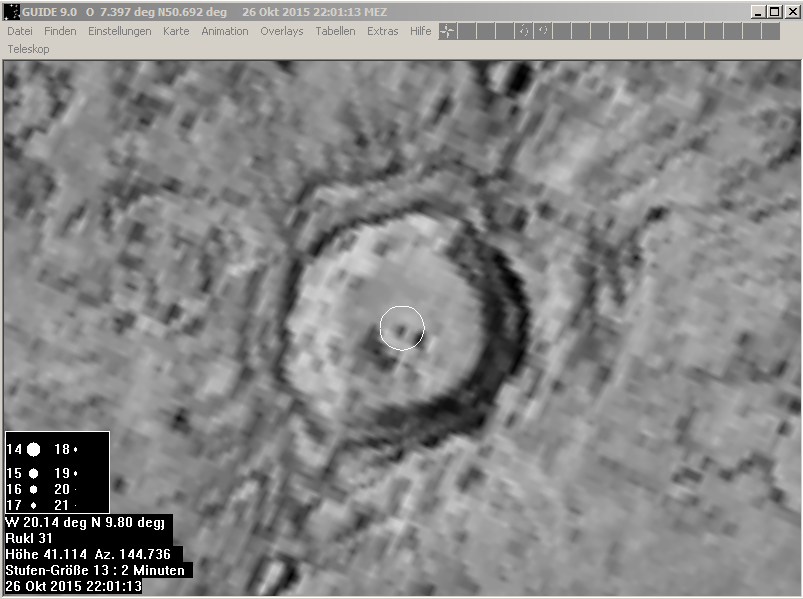 GUIDE 9.0 O 7.397 deg N50.692 deg 26 Okt 2015 22:01:13 MEZ
Datei Finden Einstellungen Karte Animation Overlays Tabellen Extras Hilfe
Teleskop
14 18
15 19
16 20
17 21
W 20.14 deg N 9.80 deg)
Rukl 31
Höhe 41.114 Az. 144.736
Stufen-Größe 13 : 2 Minuten
26 Okt 2015 22:01:13